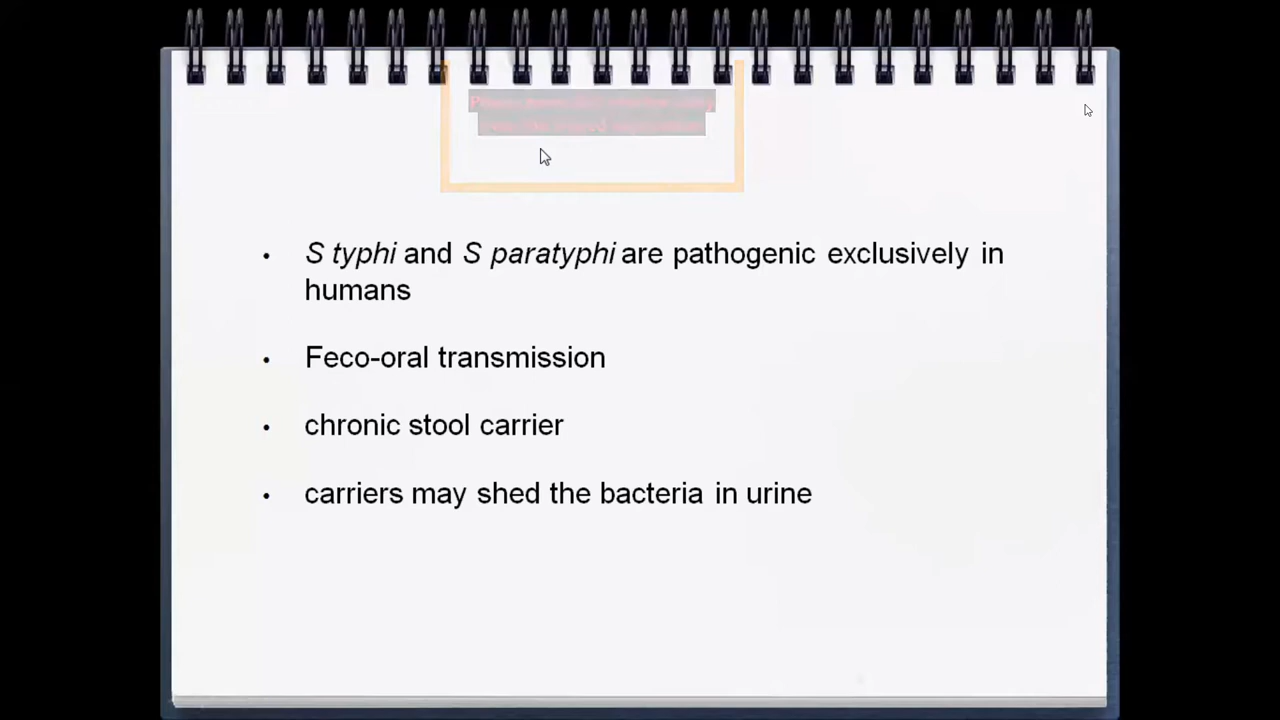 • S typhi and S paratyphi are pathogenic exclusively in
humans
• Feco-oral transmission
• chronic stool carrier
• carriers may shed the bacteria in urine